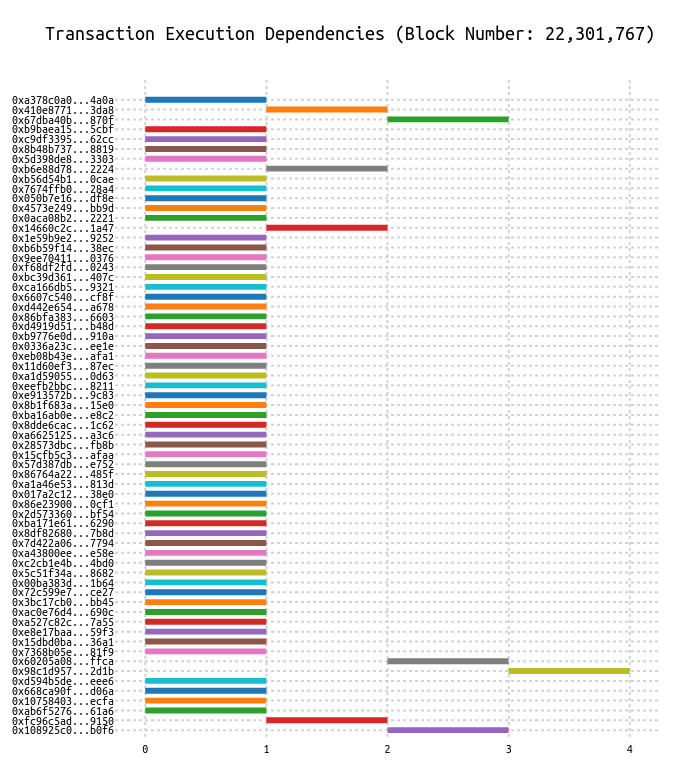 Transaction Execution Dependencies (Block Number: 22,301,767)
0xa378c0a0...4a0a
0x410e8771...3da8
0x67dba40b...870f
0xb9baea15...5cbf
0xc9df3395...62cc
0x8b48b737...8819
0x5d398de8...3303
0xb6e88d78...2224
0xb56d54b1...0cae
0x7674ffb0...28a4
0x050b7e16...df8e
0x4573e249...bb9d
0x0aca08b2...2221
0x14660c2c...1a47
0x1e59b9e2...9252
0xb6b59f14...38ec
0x9ee70411...0376
0xf68df2fd...0243
0xbc39d361...407c
0xca166db5...9321
0x6607c540...cf8f
0xd442e654...a678
0x86bfa383...6603
0xd4919d51...b48d
0xb9776e0d...910a
0x0336a23c...ee1e
0xeb08b43e...afa1
0x11d60ef3...87ec
0xa1d59055...0d63
0xeefb2bbc...8211
0xe913572b...9c83
0x8b1f683a...15e0
0xba16ab0e...e8c2
0x8dde6cac...1c62
0xa6625125...a3c6
0x28573dbc...fb8b
0x15cfb5c3...afaa
0x57d387db...e752
0x86764a22...485f
0xa1a46e53...813d
0x017a2c12...38e0
0x86e23900...0cf1
0x2d573360...bf54
0xba171e61...6290
0x8df82680...7b8d
0x7d422a06...7794
0xa43800ee...e58e
0xc2cb1e4b...4bd0
0x5c51f34a...8682
0x00ba383d...1b64
0x72c599e7...ce27
0x3bc17cb0...bb45
0xac0e76d4...690c
0xa527c82c...7a55
0xe8e17baa...59f3
0x15dbd0ba...36a1
0x7368b05e...81f9
0x60205a08...ffca
0x98c1d957...2d1b
0xd594b5de...eee6
0x668ca90f...d06a
0x10758403...ecfa
0xab6f5276...61a6
0xfc96c5ad...9150
0x108925c0...b0f6
0 1 2 3 4